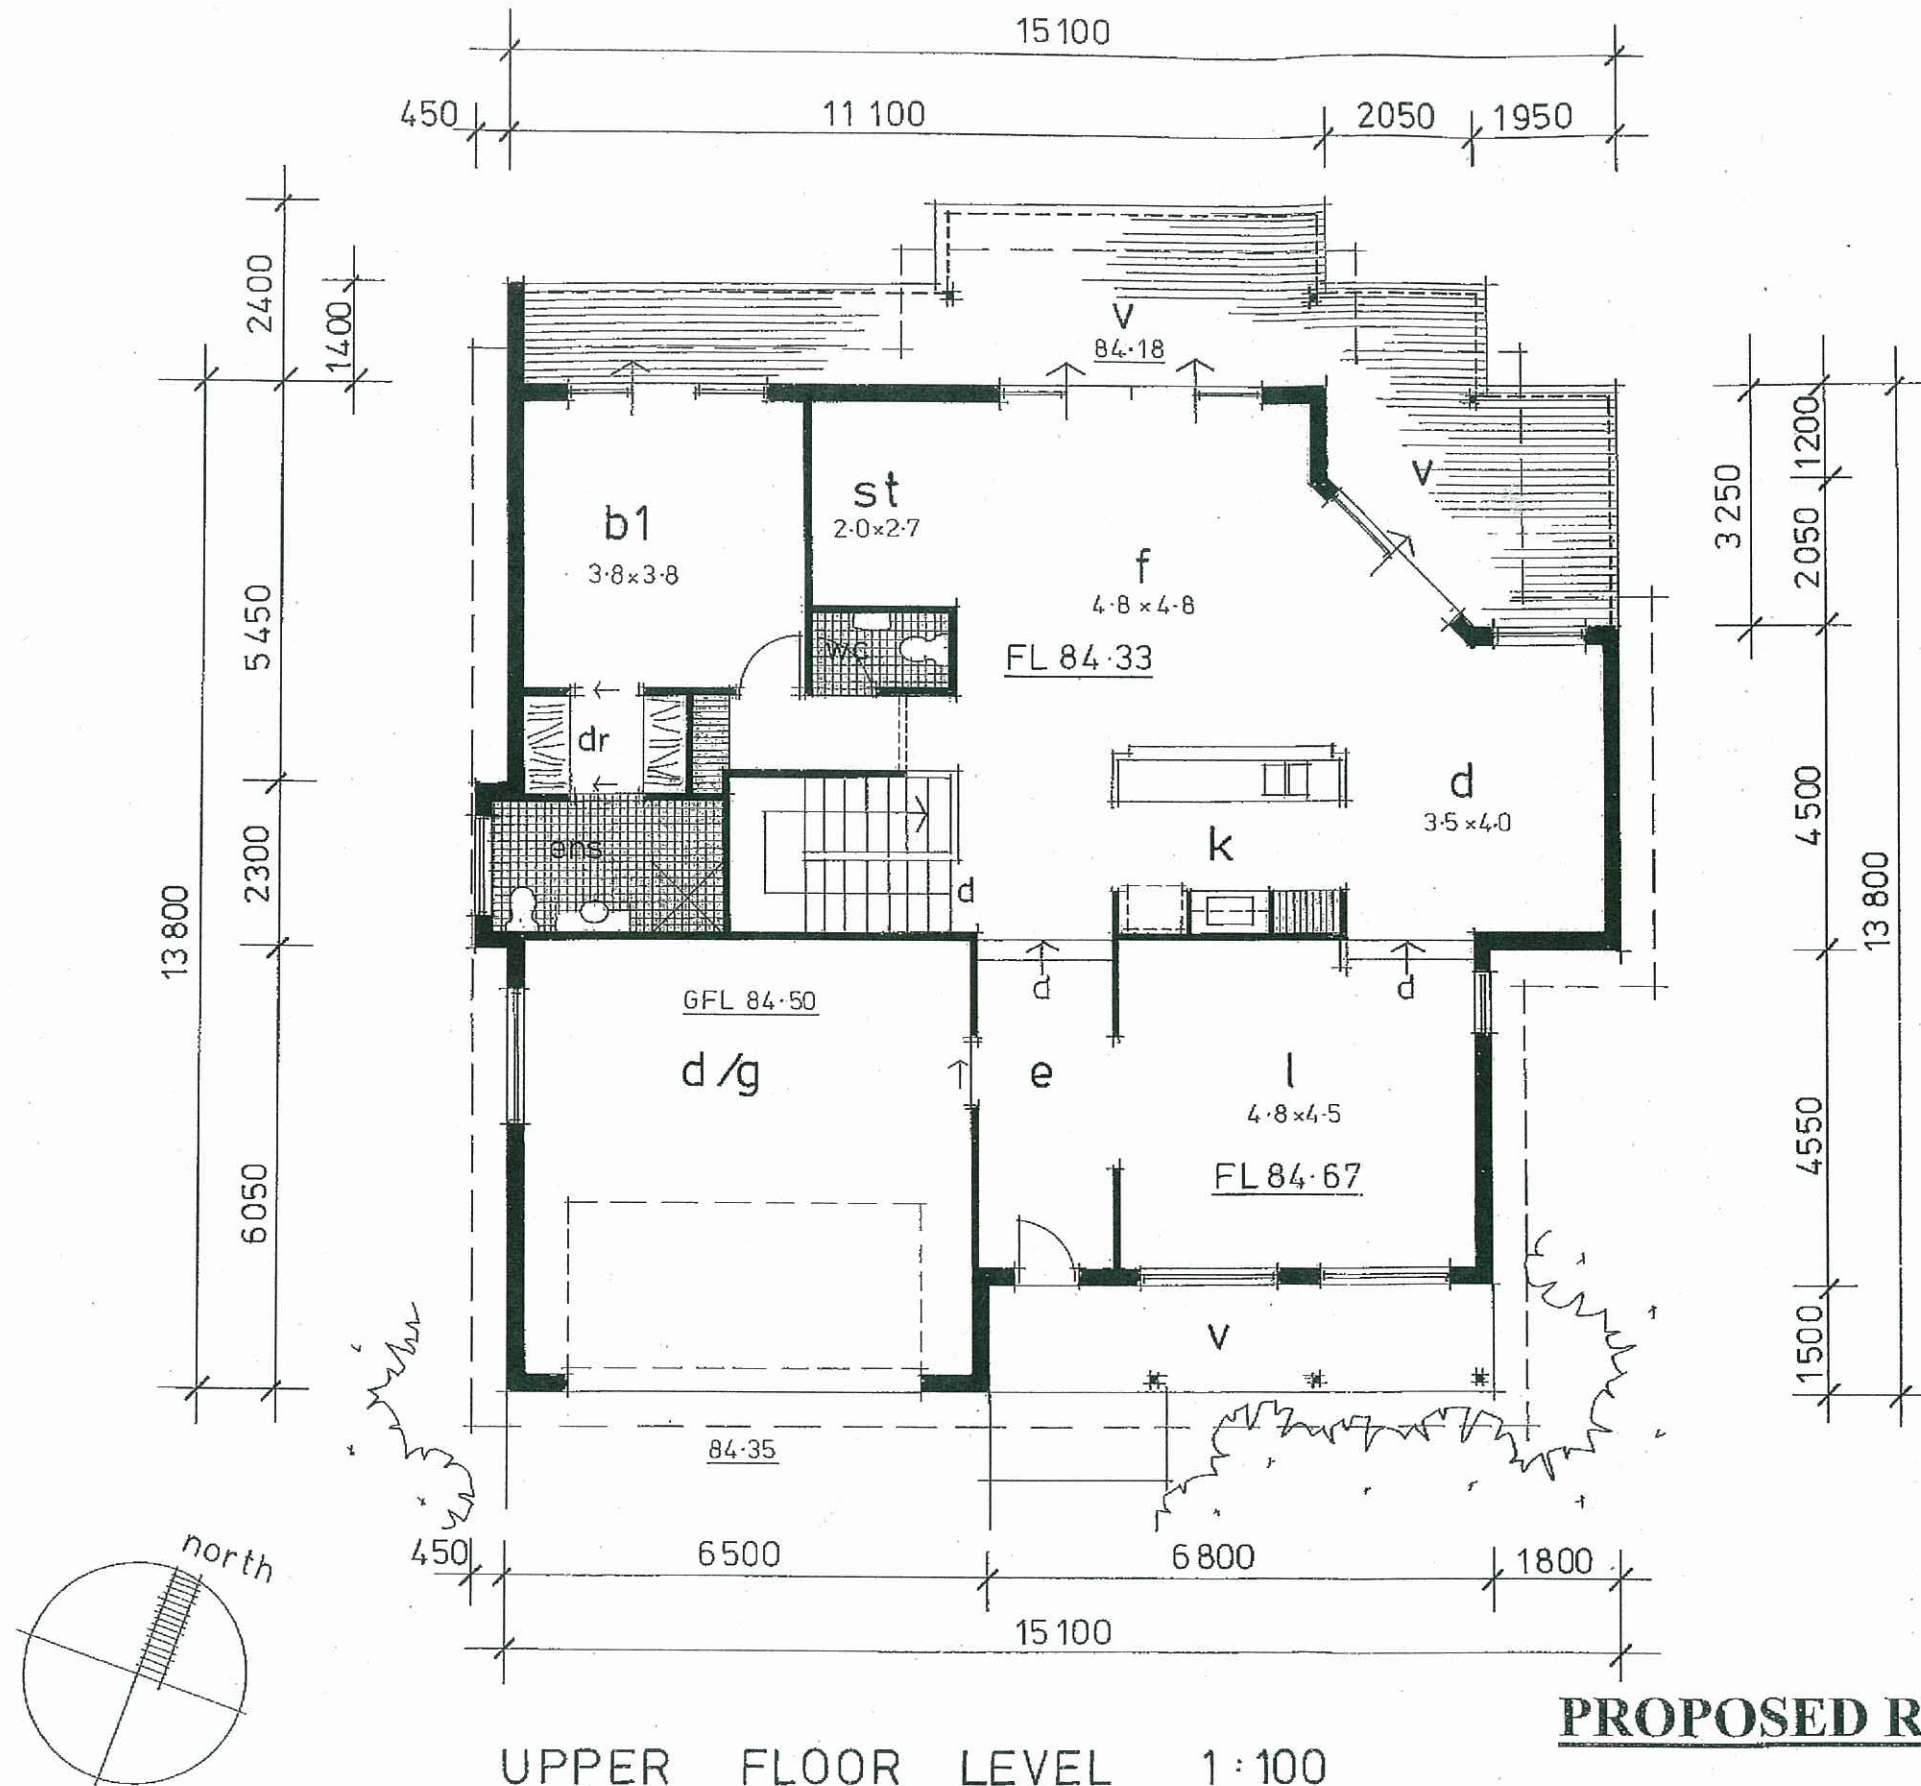 15100
450 11100 2050 1950
2400
1400
v
84·18
1200
3250
v
st
2·0×2·7
b1
3·8×3·8
2050
f
4·8×4·8
5450
wc
FL 84·33
dr
d
3·5×4·0
4500
k
ens
2300
d
13800
13800
d
d
GFL 84·50
d/g
e
l
4·8×4·5
4550
FL 84·67
6050
v
1500
84·35
north
450 6500 6800 1800
15100
PROPOSED R
UPPER FLOOR LEVEL 1:100